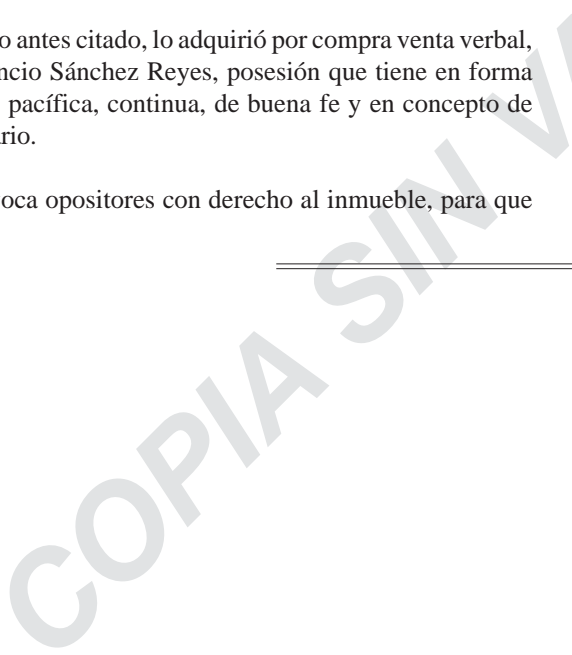 o antes citado, lo adquirió por compra venta verbal,
ncio Sánchez Reyes, posesión que tiene en forma
pacífica, continua, de buena fe y en concepto de
rio.
oca opositores con derecho al inmueble, para que
COPIA SIN V